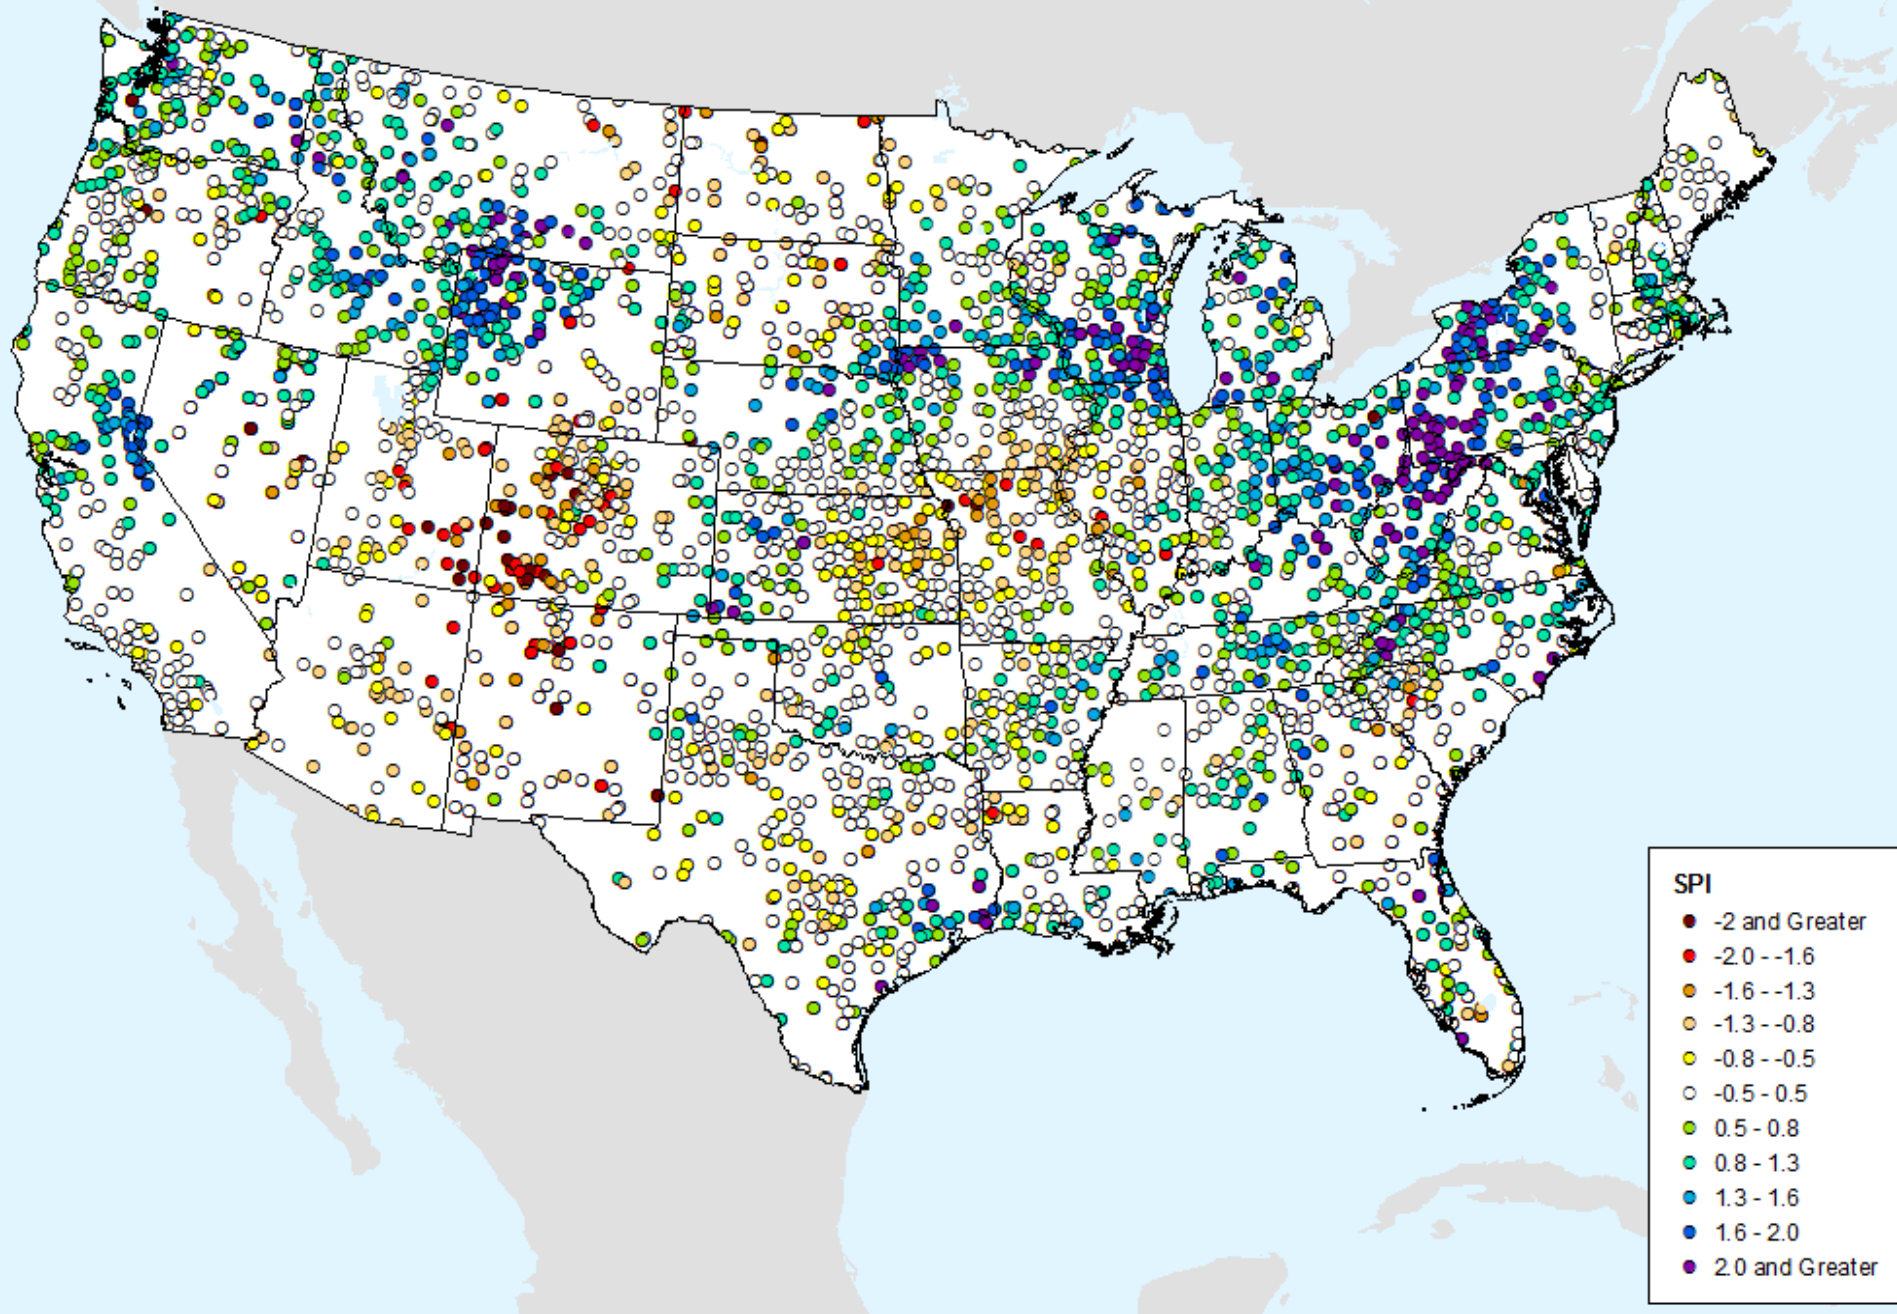 SPI
-2 and Greater
-2.0 - -1.6
-1.6 - -1.3
-1.3 - -0.8
-0.8 - -0.5
-0.5 - 0.5
0.5 - 0.8
0.8 - 1.3
1.3 - 1.6
1.6 - 2.0
2.0 and Greater